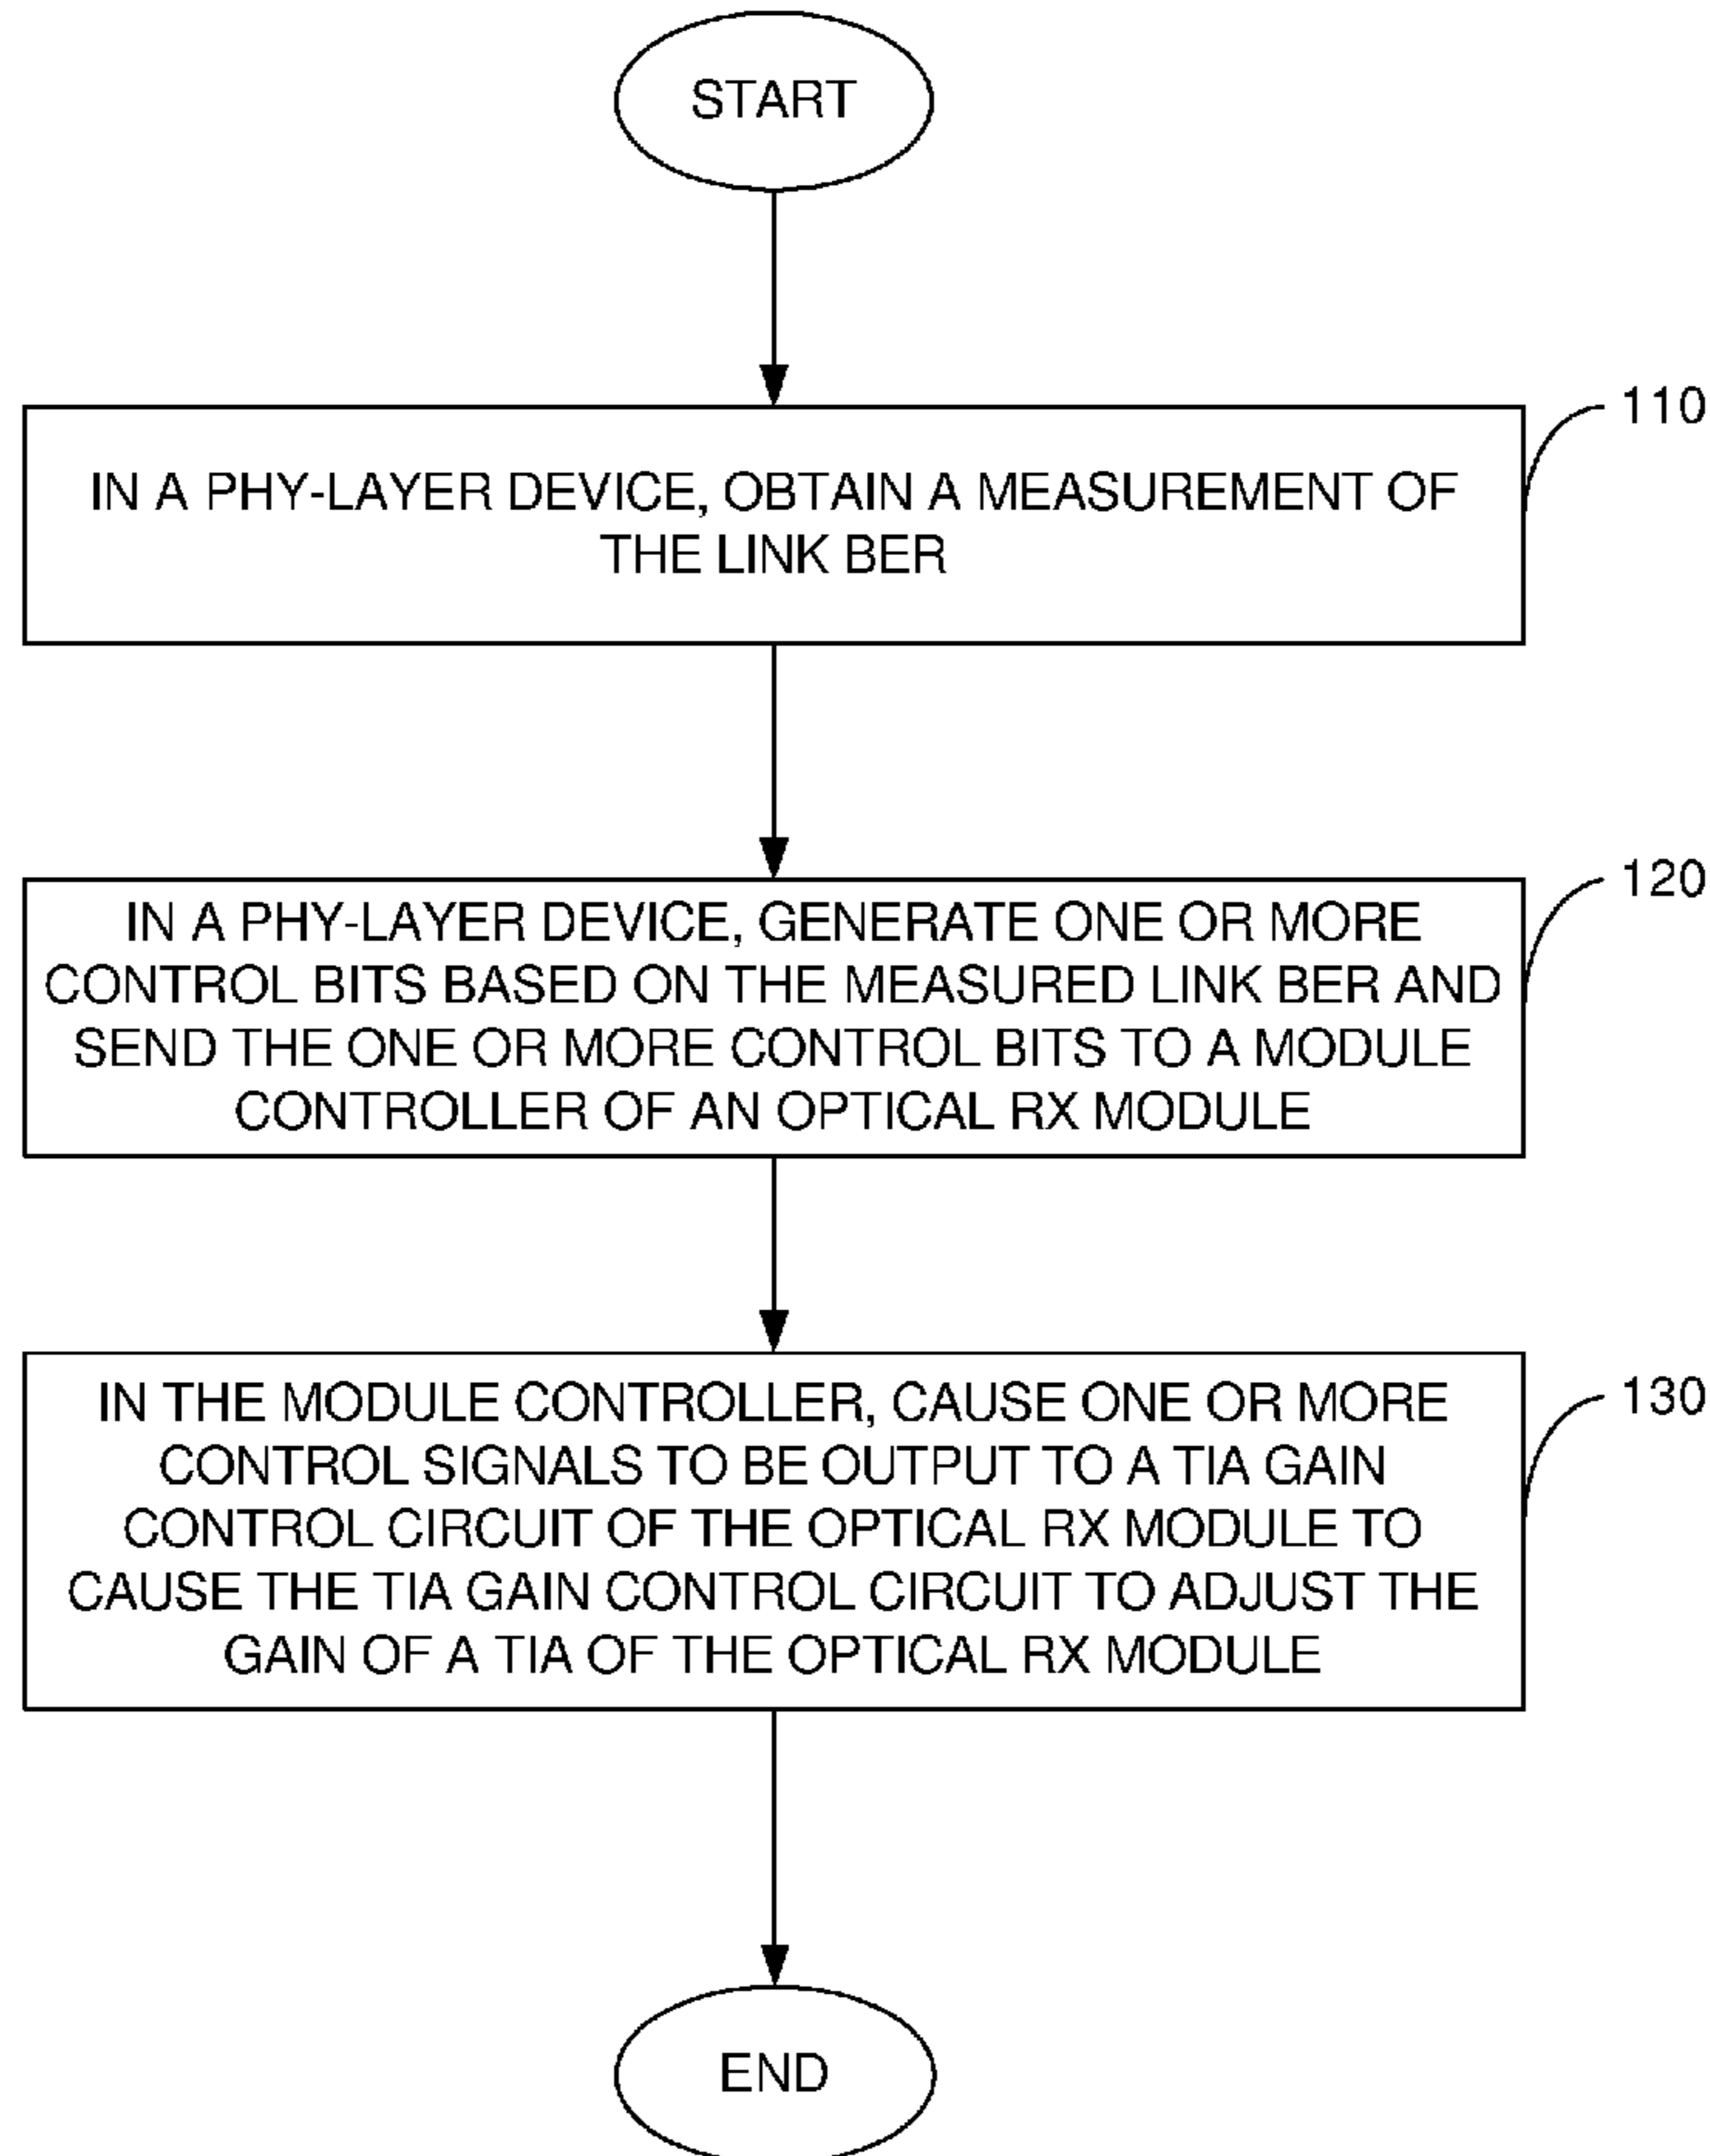 START
110
IN A PHY-LAYER DEVICE, OBTAIN A MEASUREMENT OF
THE LINK BER
120
IN A PHY-LAYER DEVICE, GENERATE ONE OR MORE
CONTROL BITS BASED ON THE MEASURED LINK BER AND
SEND THE ONE OR MORE CONTROL BITS TO A MODULE
CONTROLLER OF AN OPTICAL RX MODULE
130
IN THE MODULE CONTROLLER, CAUSE ONE OR MORE
CONTROL SIGNALS TO BE OUTPUT TO A TIA GAIN
CONTROL CIRCUIT OF THE OPTICAL RX MODULE TO
CAUSE THE TIA GAIN CONTROL CIRCUIT TO ADJUST THE
GAIN OF A TIA OF THE OPTICAL RX MODULE
END